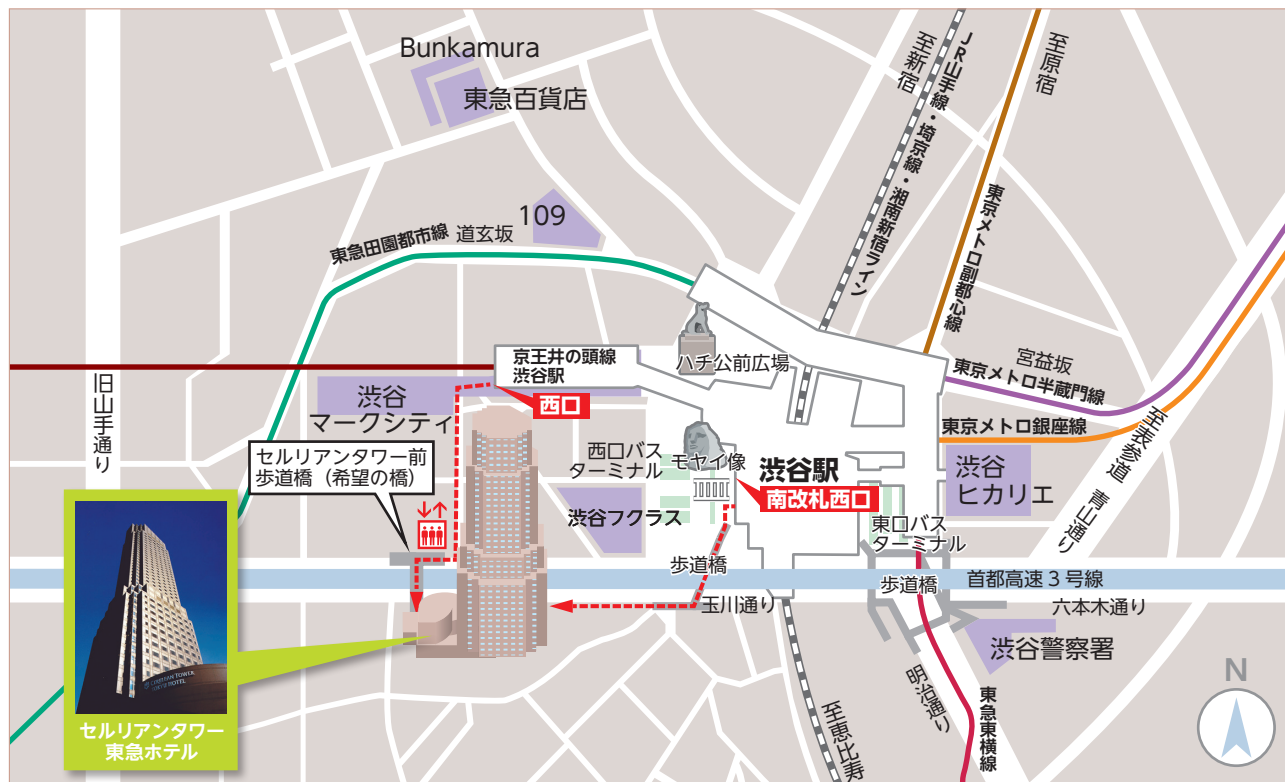 Bunkamura
東急百貨店
109
東急田園都市線
道玄坂
至新宿
JR山手線・埼京線・湘南新宿ライン
至原宿
東京メトロ副都心線
ハチ公前広場
京王井の頭線
渋谷駅
西口
渋谷
マークシティ
旧山手通り
宮益坂
東京メトロ半蔵門線
東京メトロ銀座線
至表参道
青山通り
セルリアンタワー前
歩道橋（希望の橋）
西口バス
ターミナル
モヤイ像
渋谷駅
南改札西口
渋谷
ヒカリエ
渋谷フクラス
東口バス
ターミナル
歩道橋
歩道橋
首都高速3号線
玉川通り
六本木通り
渋谷警察署
明治通り
東急東横線
至恵比寿
CERULEAN TOWER
TOKYU HOTEL
セルリアンタワー
東急ホテル
N